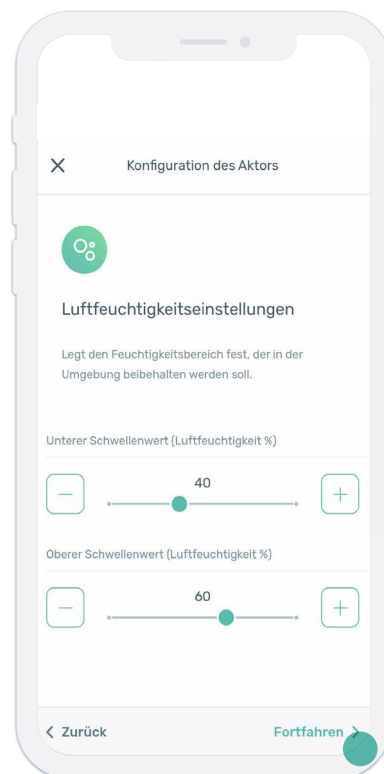 Konfiguration des Aktors
Luftfeuchtigkeitseinstellungen
Legt den Feuchtigkeitsbereich fest, der in der
Umgebung beibehalten werden soll.
Unterer Schwellenwert (Luftfeuchtigkeit %)
40
Oberer Schwellenwert (Luftfeuchtigkeit %)
60
Zurück
Fortfahren